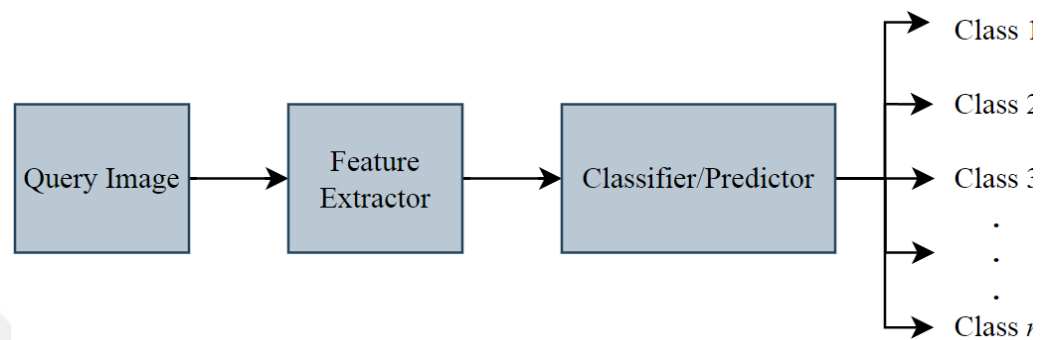 Query Image
Feature
Extractor
Classifier/Predictor
Class 1
Class 2
Class 3
.
.
.
Class n